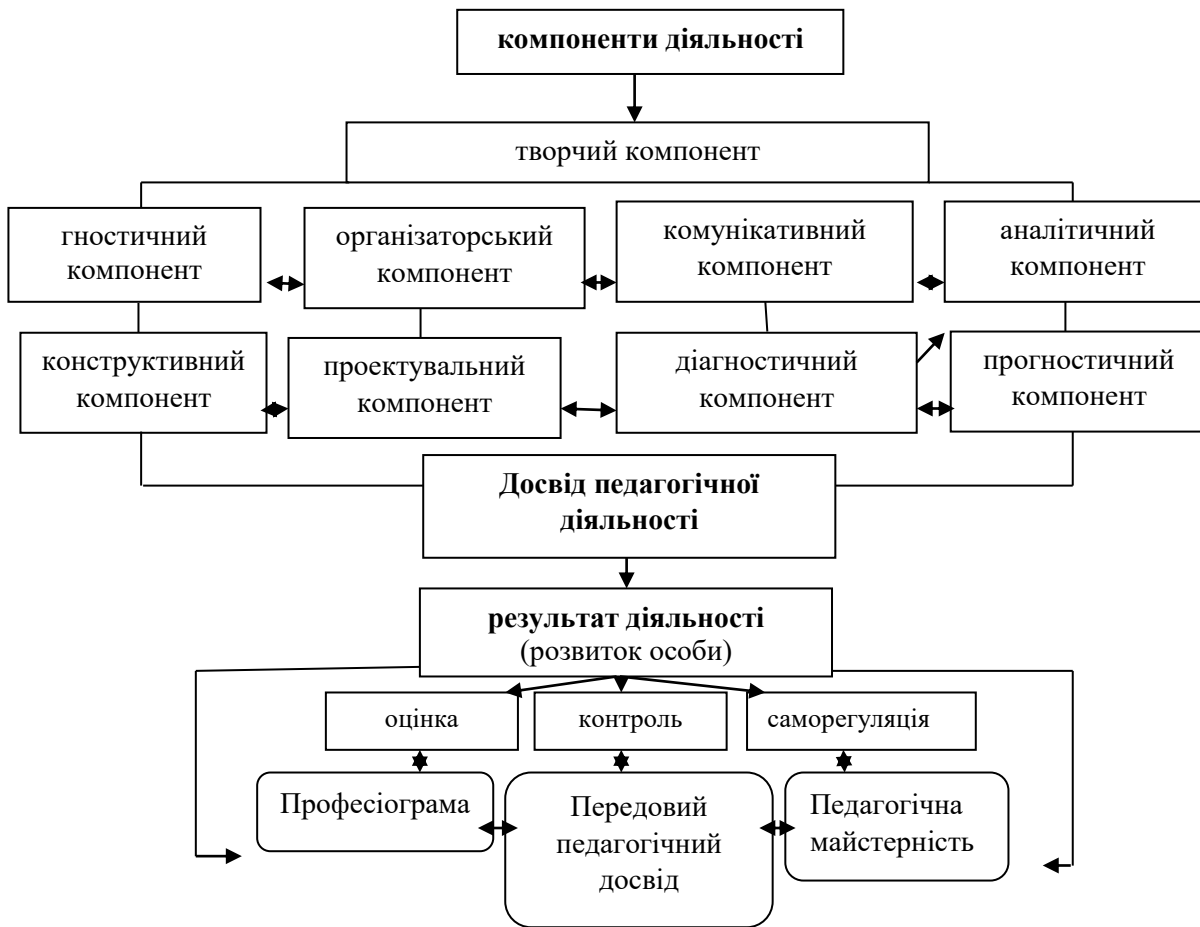 компоненти діяльності
творчий компонент
гностичний
компонент
організаторський
компонент
комунікативний
компонент
аналітичний
компонент
конструктивний
компонент
проектувальний
компонент
діагностичний
компонент
прогностичний
компонент
Досвід педагогічної
діяльності
результат діяльності
(розвиток особи)
оцінка
контроль
саморегуляція
Професіограма
Передовий
педагогічний
досвід
Педагогічна
майстерність